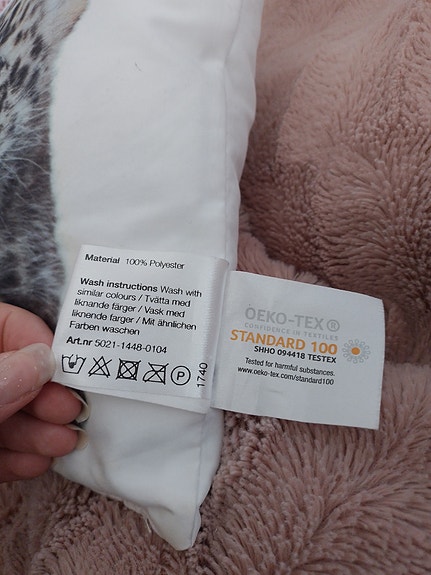 Material 100% Polyester
Wash instructions Wash with
similar colours / Tvätta med
liknande färger / Vask med
liknende farger / Mit ähnlichen
Farben waschen
Art.nr 5021-1448-0104
P
1740
OEKO-TEX®
CONFIDENCE IN TEXTILES
STANDARD 100
SHHO 094418 TESTEX
Tested for harmful substances.
www.oeko-tex.com/standard100